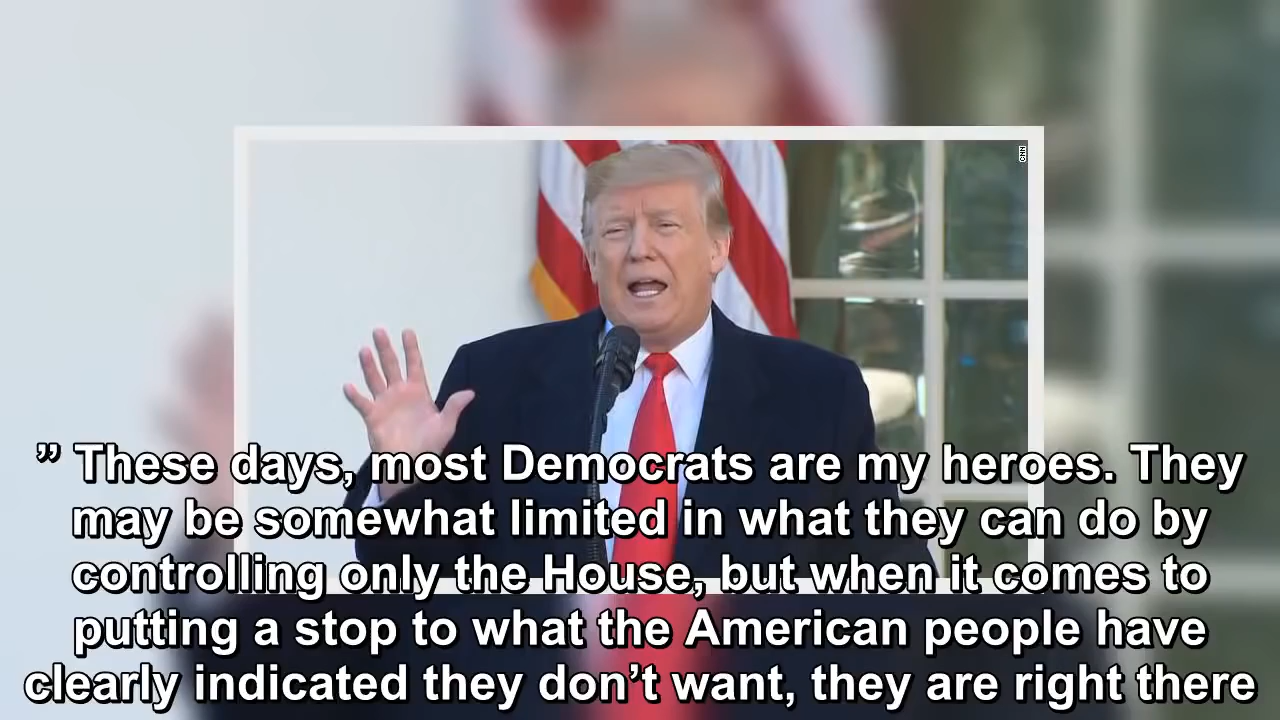 CNN
” These days, most Democrats are my heroes. They
may be somewhat limited in what they can do by
controlling only the House, but when it comes to
putting a stop to what the American people have
clearly indicated they don’t want, they are right there